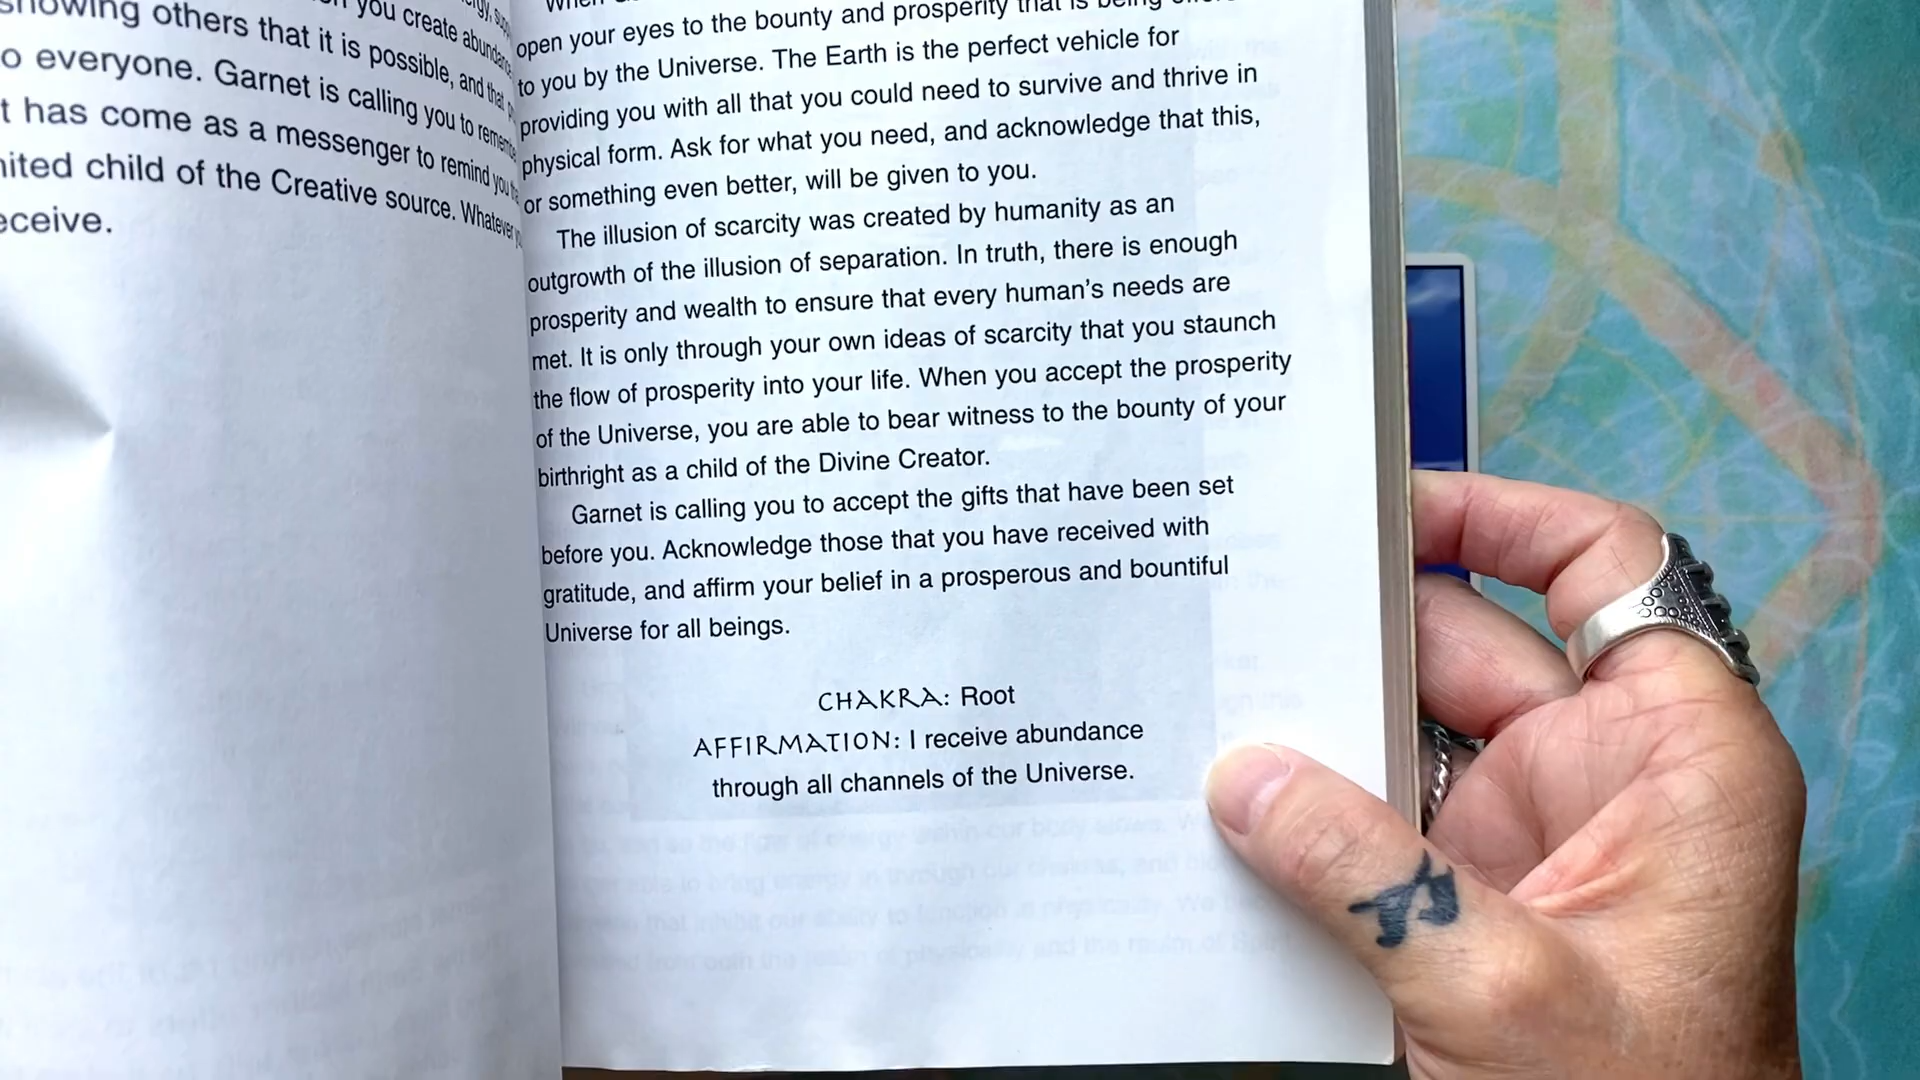 you create abundance
showing others that it is possible, and that
o everyone. Garnet is calling you to
t has come as a messenger to remind you
child of the Creative source. Whatever
eceive.
open your eyes to the bounty and prosperity that is being
to you by the Universe. The Earth is the perfect vehicle for
providing you with all that you could need to survive and thrive in
physical form. Ask for what you need, and acknowledge that this,
or something even better, will be given to you.
The illusion of scarcity was created by humanity as an
outgrowth of the illusion of separation. In truth, there is enough
prosperity and wealth to ensure that every human's needs are
met. It is only through your own ideas of scarcity that you staunch
the flow of prosperity into your life. When you accept the prosperity
of the Universe, you are able to bear witness to the bounty of your
birthright as a child of the Divine Creator.
Garnet is calling you to accept the gifts that have been set
before you. Acknowledge those that you have received with
gratitude, and affirm your belief in a prosperous and bountiful
Universe for all beings.
CHAKRA: Root
AFFIRMATION: I receive abundance
through all channels of the Universe.